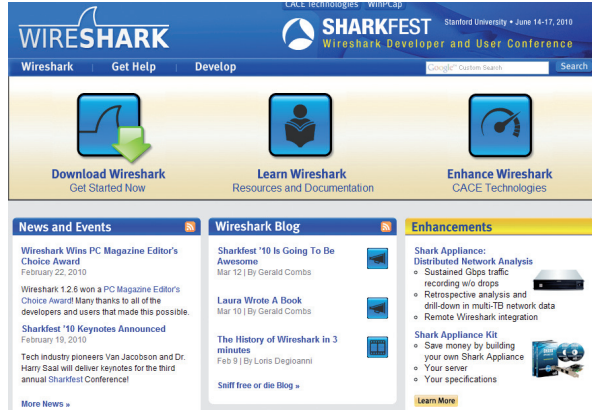 CACE Technologies WinPcap
WIRESHARK
SHARKFEST
Stanford University • June 14-17, 2010
Wireshark Developer and User Conference
Wireshark
Get Help
Develop
Google™ Custom Search
Search
Download Wireshark
Get Started Now
Learn Wireshark
Resources and Documentation
Enhance Wireshark
CACE Technologies
News and Events
Wireshark Wins PC Magazine Editor's
Choice Award
February 22, 2010
Wireshark 1.2.6 won a PC Magazine Editor's
Choice Award! Many thanks to all of the
developers and users that made this possible.
Sharkfest '10 Keynotes Announced
February 19, 2010
Tech industry pioneers Van Jacobson and Dr.
Harry Saal will deliver keynotes for the third
annual Sharkfest Conference!
More News »
Wireshark Blog
Sharkfest '10 Is Going To Be
Awesome
Mar 12 | By Gerald Combs
Laura Wrote A Book
Mar 10 | By Gerald Combs
The History of Wireshark in 3
minutes
Feb 9 | By Loris Degioanni
Sniff free or die Blog »
Enhancements
Shark Appliance:
Distributed Network Analysis
Sustained Gbps traffic
recording w/o drops
Retrospective analysis and
drill-down in multi-TB network data
Remote Wireshark integration
Shark Appliance Kit
Save money by building
your own Shark Appliance
Your server
Your specifications
Learn More